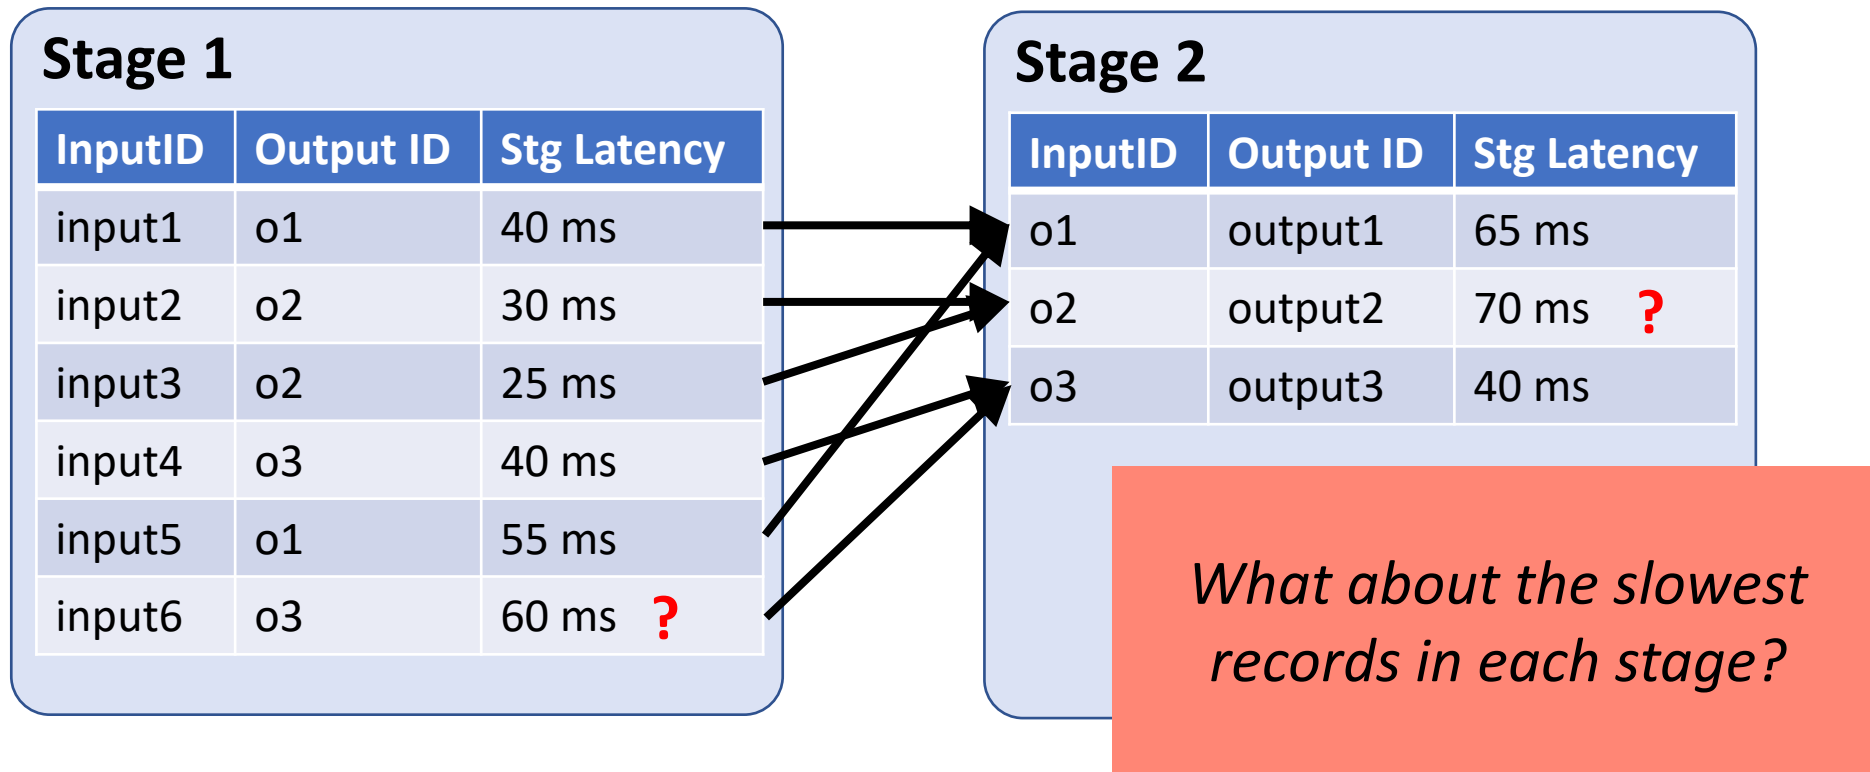 Stage 1
InputID Output ID Stg Latency
input1 o1 40 ms
input2 o2 30 ms
input3 o2 25 ms
input4 o3 40 ms
input5 o1 55 ms
input6 o3 60 ms ?
Stage 2
InputID Output ID Stg Latency
o1 output1 65 ms
o2 output2 70 ms ?
o3 output3 40 ms
What about the slowest
records in each stage?